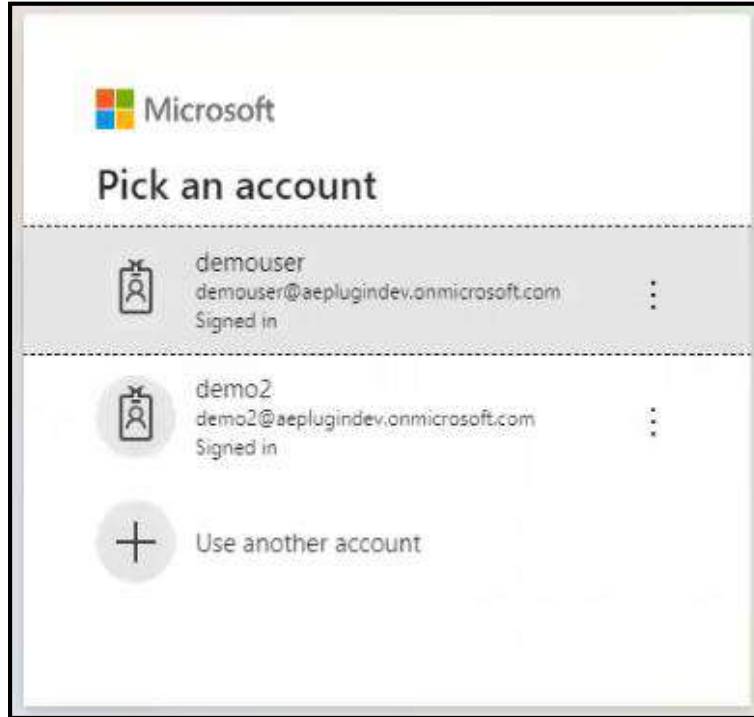 Microsoft
Pick an account
demouser
demouser@aeplugindev.onmicrosoft.com
Signed in
demo2
demo2@aeplugindev.onmicrosoft.com
Signed in
Use another account